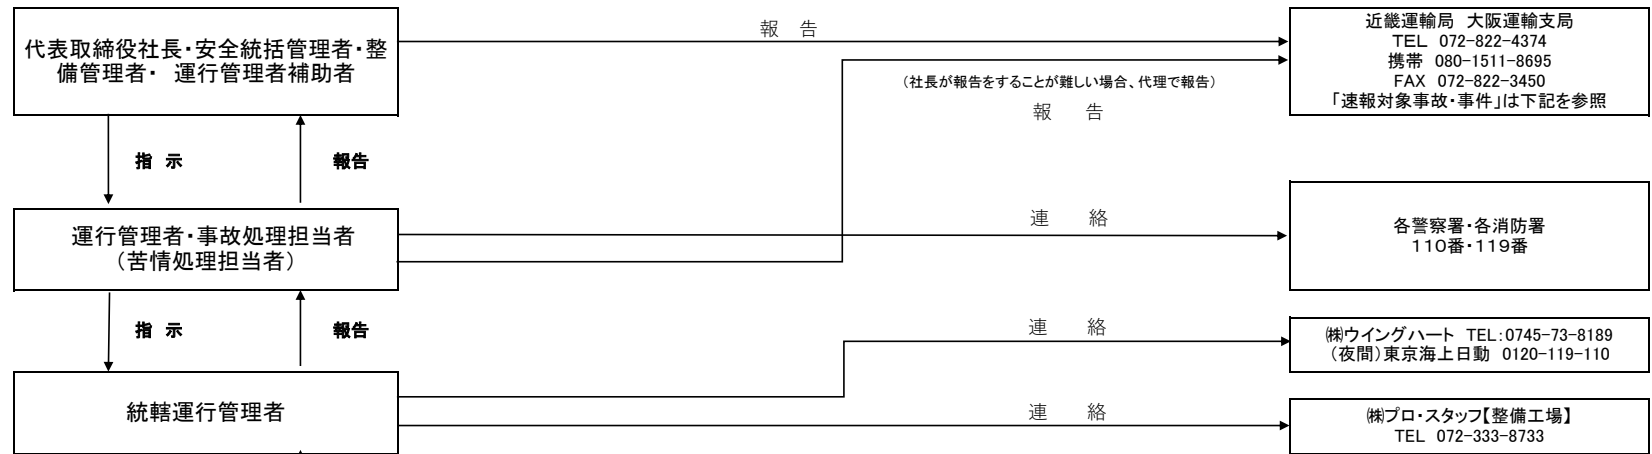 代表取締役社長・安全統括管理者・整
備管理者・ 運行管理者補助者
報 告
近畿運輸局 大阪運輸支局
TEL 072-822-4374
携帯 080-1511-8695
FAX 072-822-3450
「速報対象事故・事件」は下記を参照
(社長が報告をすることが難しい場合、代理で報告)
報 告
指 示
報告
運行管理者・事故処理担当者
(苦情処理担当者)
連 絡
各警察署・各消防署
110番・119番
指 示
報告
連 絡
㈱ウイングハート TEL:0745-73-8189
(夜間)東京海上日動 0120-119-110
統轄運行管理者
連 絡
㈱プロ・スタッフ【整備工場】
TEL 072-333-8733